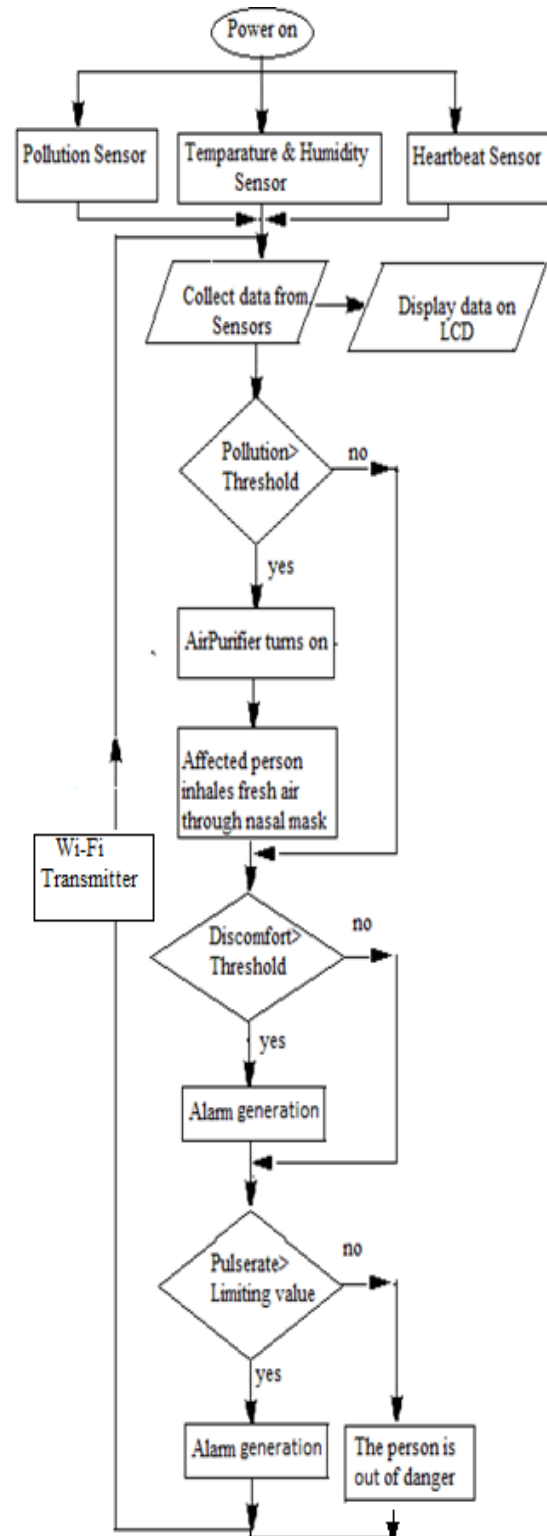 Power on
Pollution Sensor
Temparature & Humidity
Sensor
Heartbeat Sensor
Collect data from
Sensors
Display data on
LCD
Pollution>
Threshold
no
yes
AirPurifier turns on
Affected person
inhales fresh air
through nasal mask
Wi-Fi
Transmitter
Discomfort>
Threshold
no
yes
Alarm generation
Pulserate>
Limiting value
no
yes
Alarm generation
The person is
out of danger